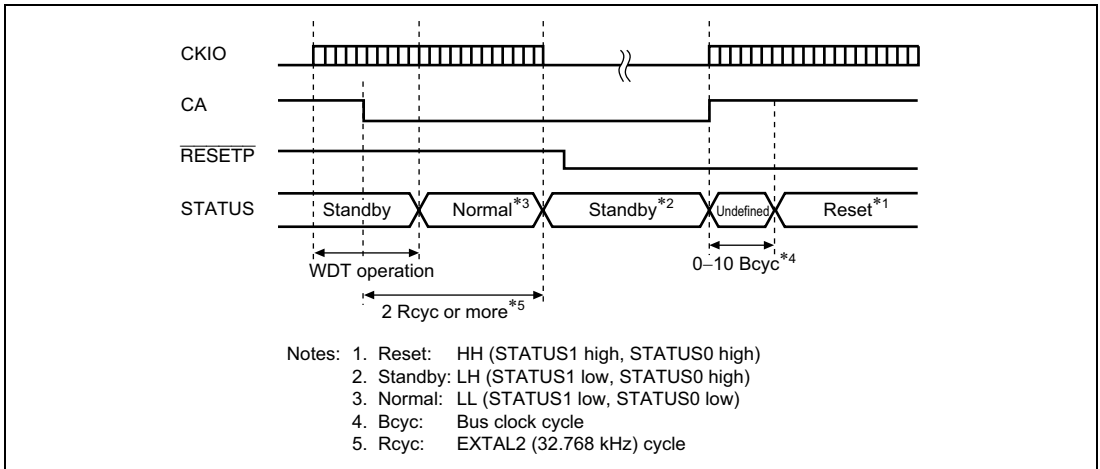 CKIO
CA
RESETP
STATUS
Standby Normal*3 Standby*2 Undefined Reset*1
WDT operation
0–10 Bcyc*4
2 Rcyc or more*5
Notes: 1. Reset: HH (STATUS1 high, STATUS0 high)
2. Standby: LH (STATUS1 low, STATUS0 high)
3. Normal: LL (STATUS1 low, STATUS0 low)
4. Bcyc: Bus clock cycle
5. Rcyc: EXTAL2 (32.768 kHz) cycle